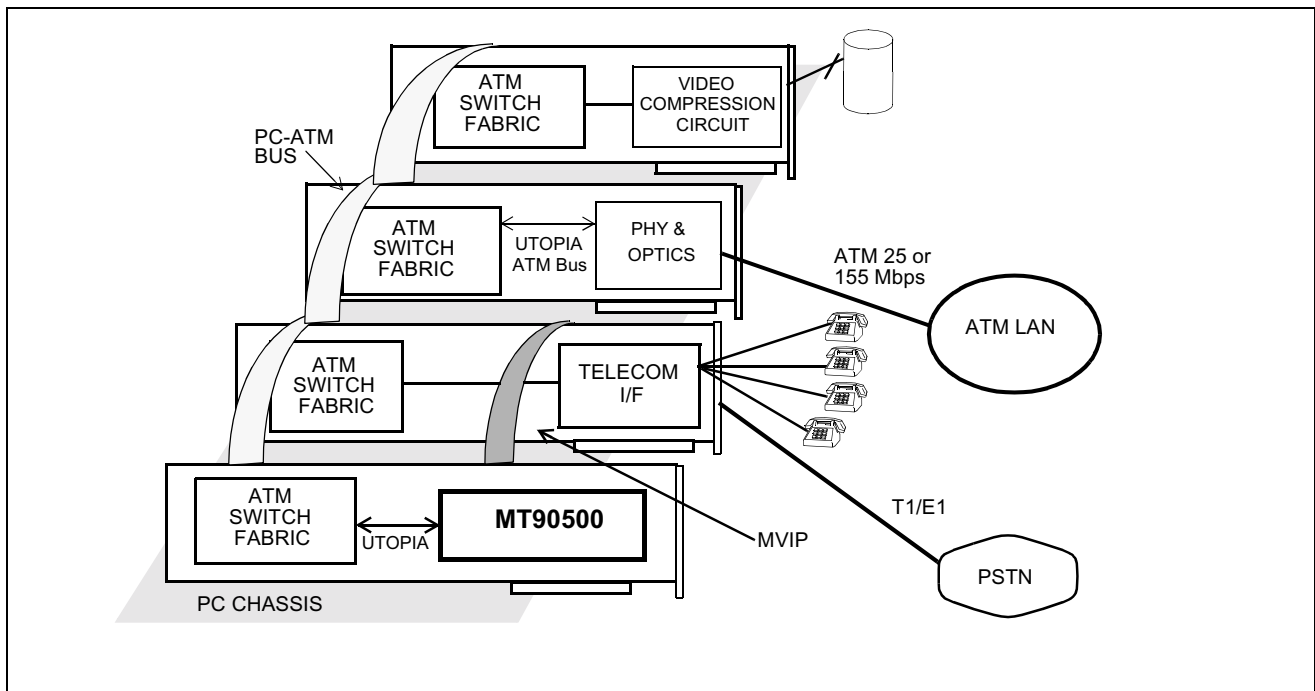 ATM
SWITCH
FABRIC
VIDEO
COMPRESSION
CIRCUIT
PC-ATM
BUS
ATM
SWITCH
FABRIC
UTOPIA
ATM Bus
PHY &
OPTICS
ATM 25 or
155 Mbps
ATM LAN
ATM
SWITCH
FABRIC
TELECOM
I/F
ATM
SWITCH
FABRIC
UTOPIA
MT90500
MVIP
T1/E1
PSTN
PC CHASSIS